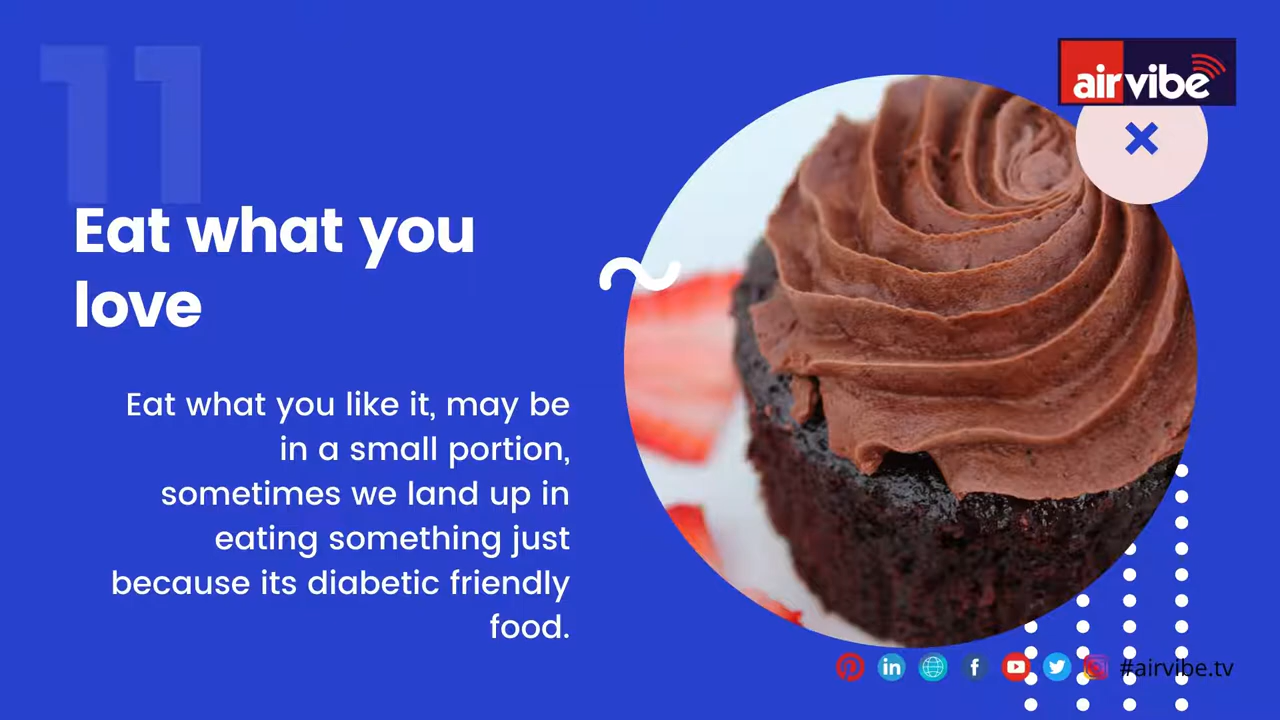 11
airvibe
Eat what you
love
Eat what you like it, may be
in a small portion,
sometimes we land up in
eating something just
because its diabetic friendly
food.
#airvibe.tv